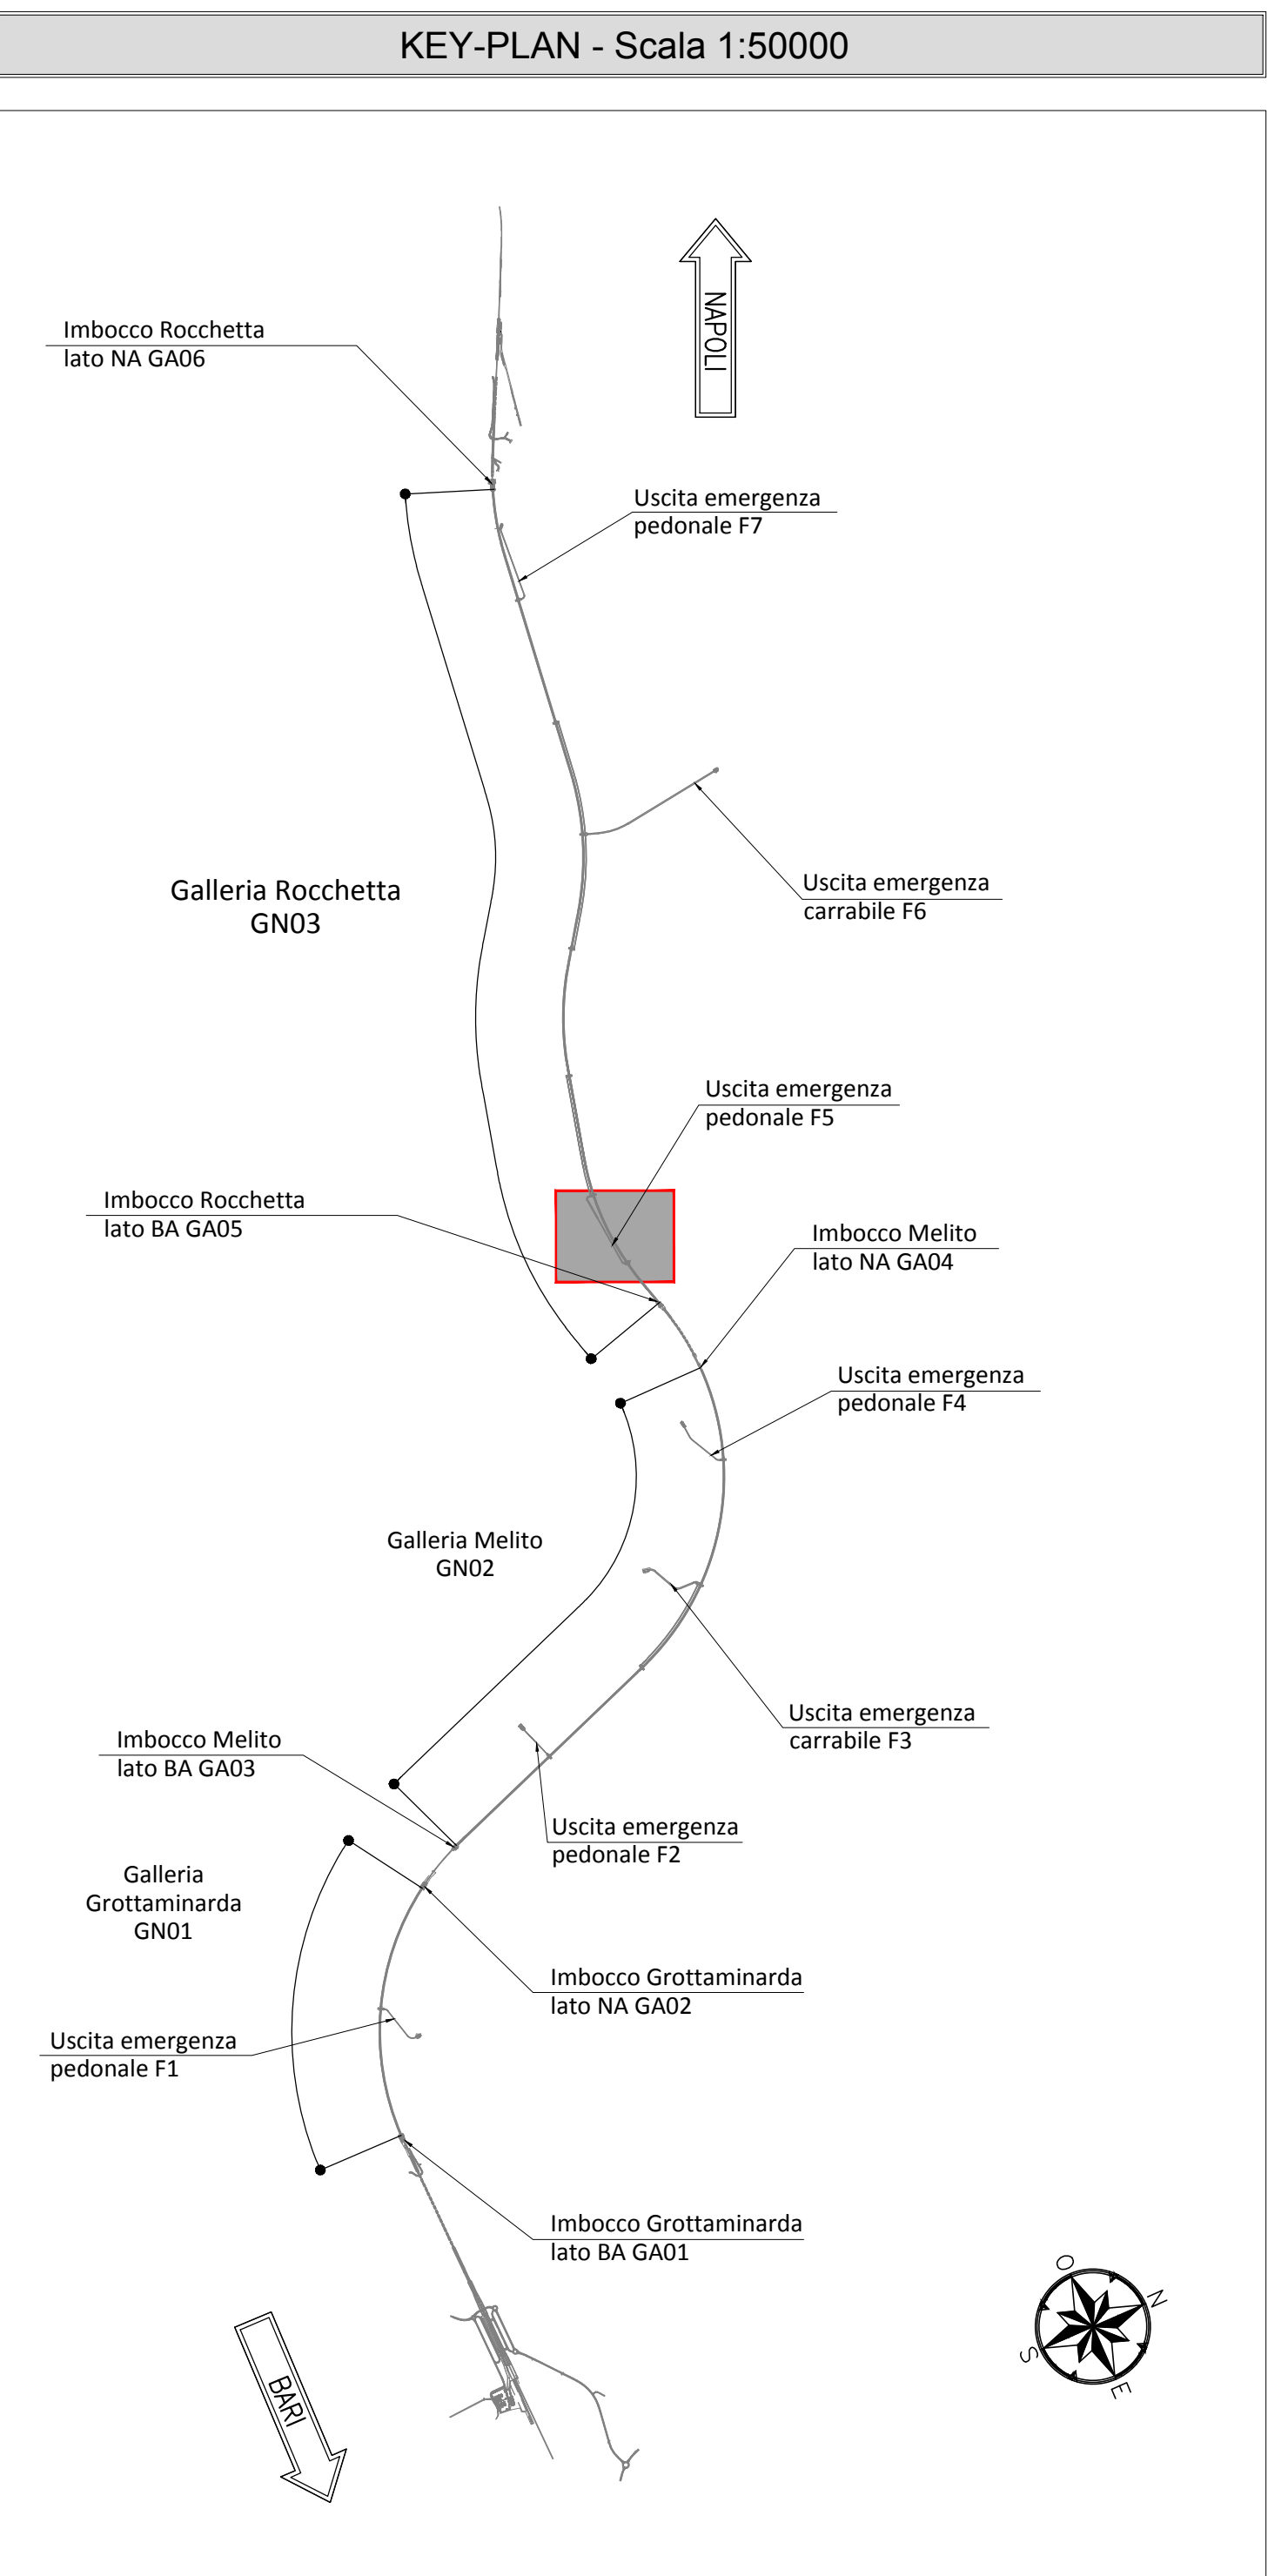 KEY-PLAN - Scala 1:50000
NAPOLI
Imbocco Rocchetta
lato NA GA06
Uscita emergenza
pedonale F7
Uscita emergenza
carrabile F6
Galleria Rocchetta
GN03
Uscita emergenza
pedonale F5
Imbocco Rocchetta
lato BA GA05
Imbocco Melito
lato NA GA04
Uscita emergenza
pedonale F4
Galleria Melito
GN02
Uscita emergenza
carrabile F3
Imbocco Melito
lato BA GA03
Uscita emergenza
pedonale F2
Galleria
Grottaminarda
GN01
Imbocco Grottaminarda
lato NA GA02
Uscita emergenza
pedonale F1
Imbocco Grottaminarda
lato BA GA01
O
N
S
E
BARI